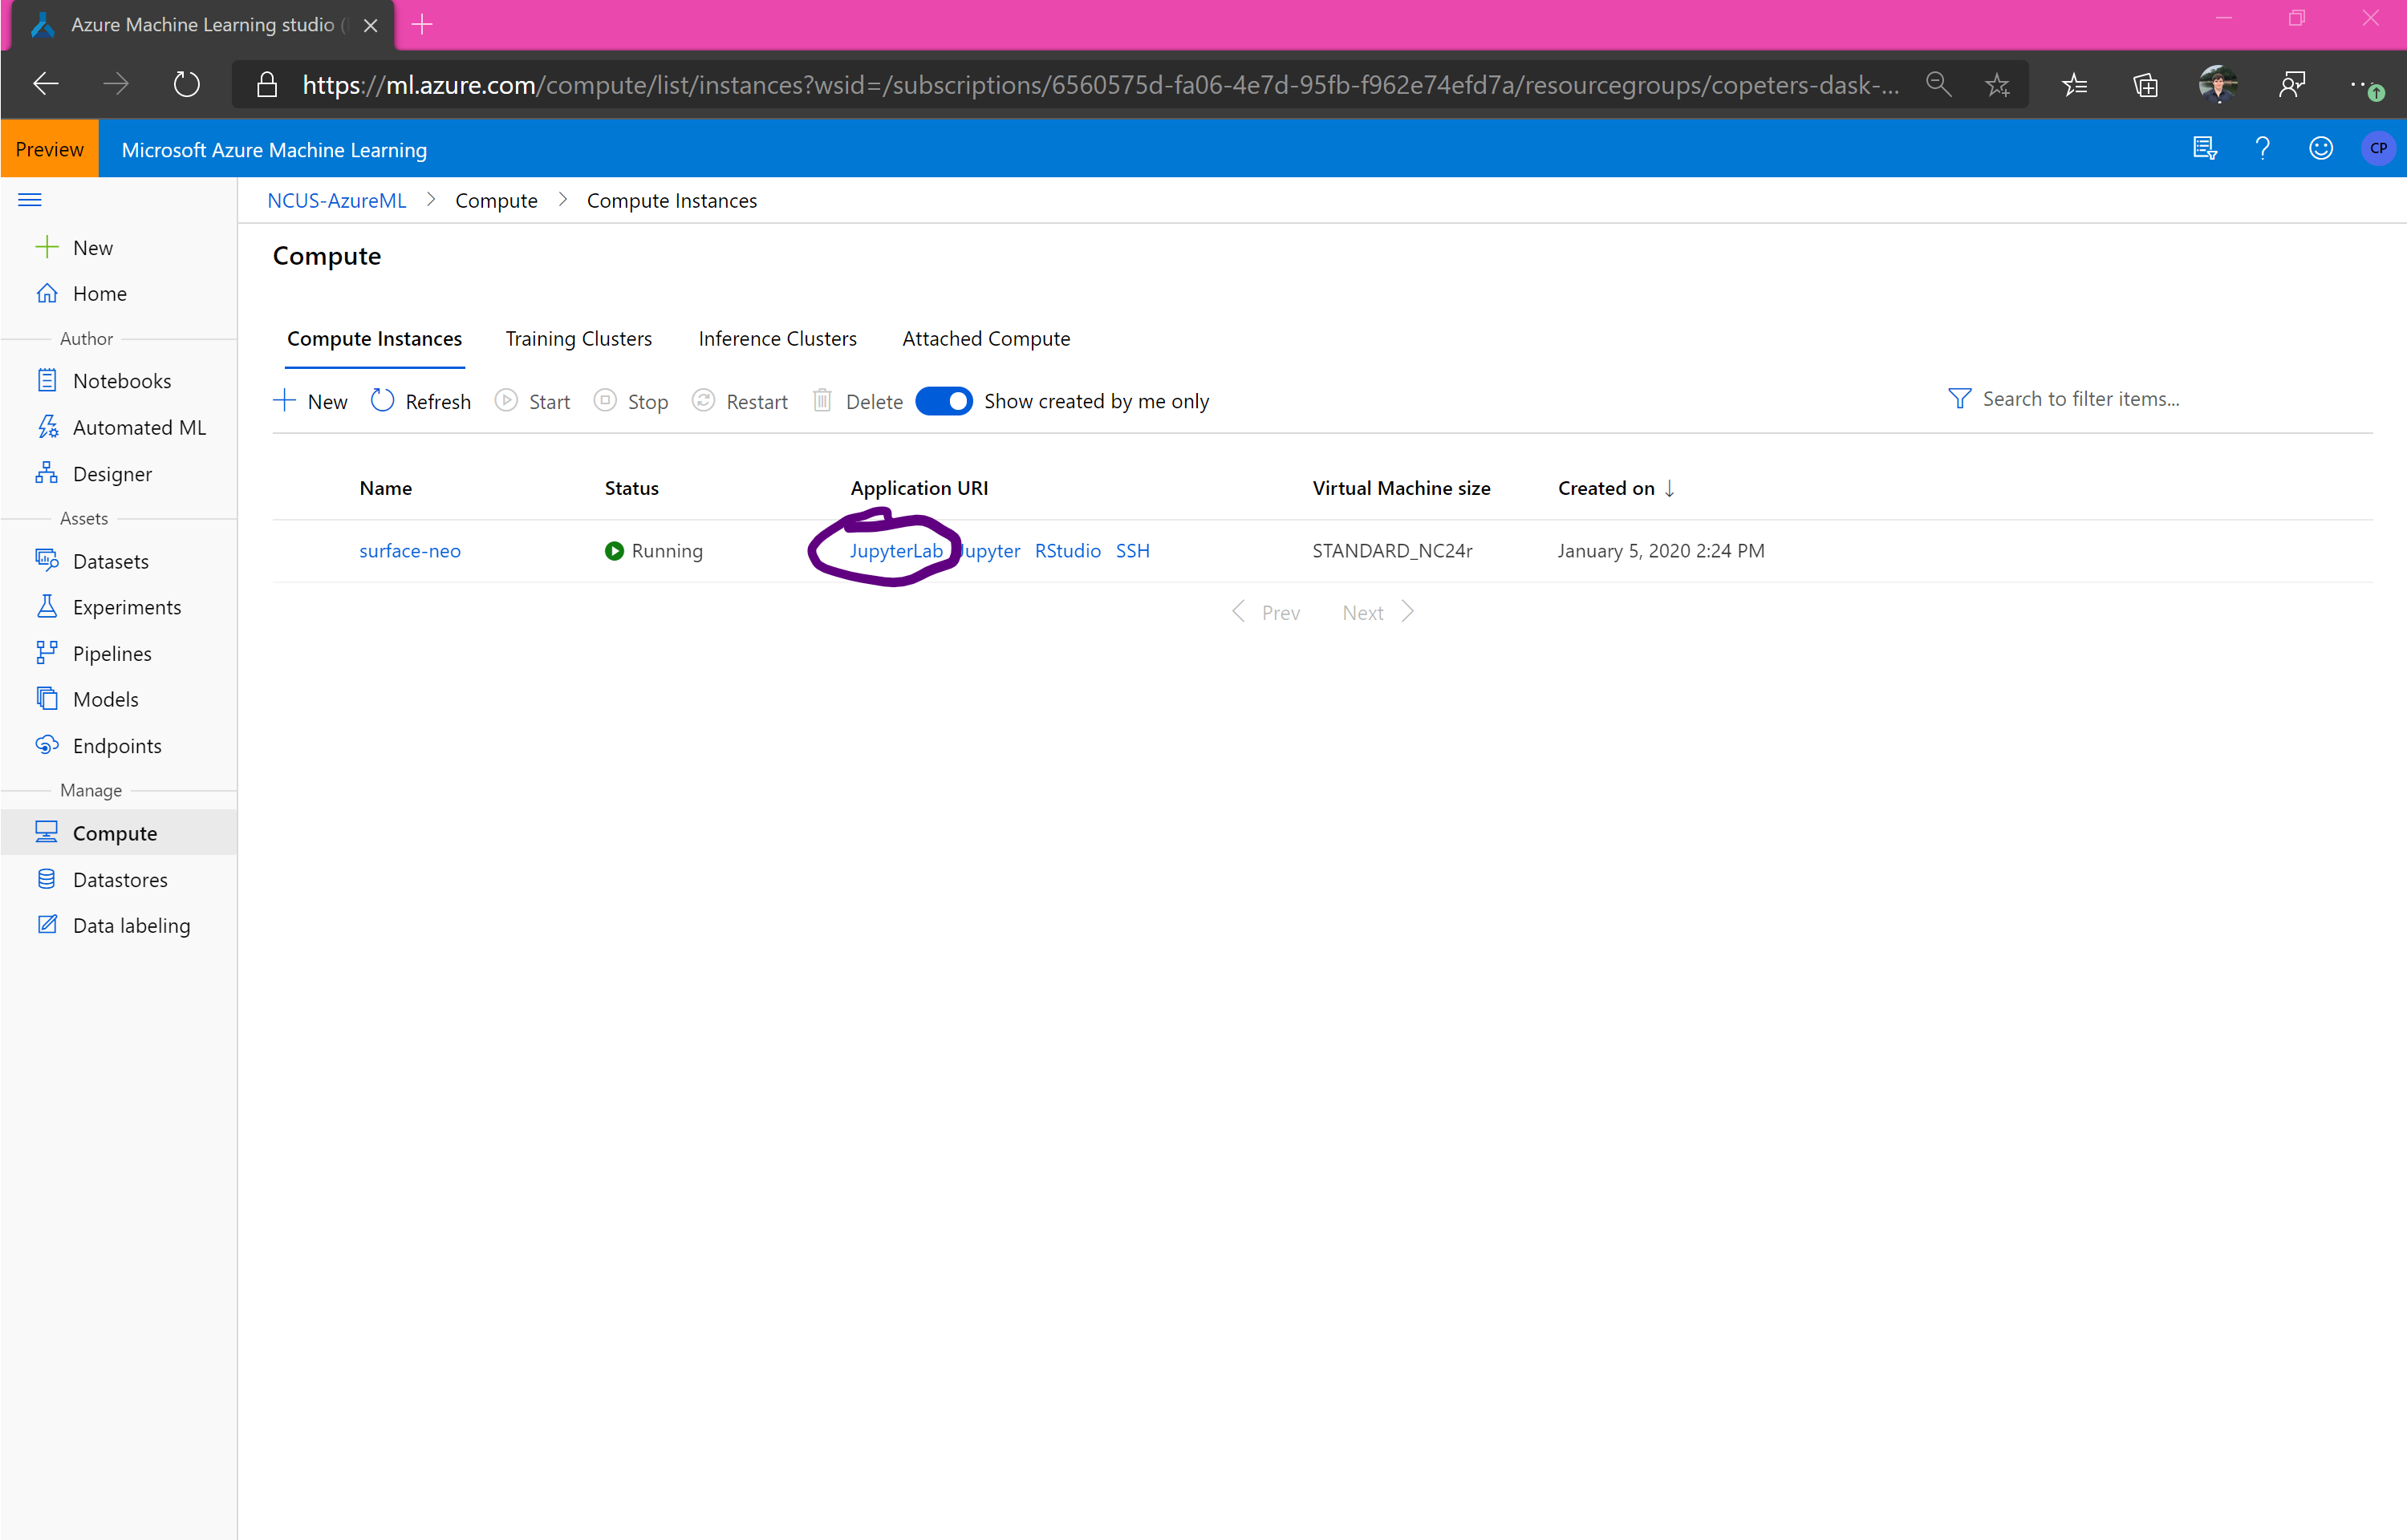 Azure Machine Learning studio (
https://ml.azure.com/compute/list/instances?wsid=/subscriptions/6560575d-fa06-4e7d-95fb-f962e74efd7a/resourcegroups/copeters-dask-...
Preview Microsoft Azure Machine Learning CP
NCUS-AzureML > Compute > Compute Instances
New
Home
Author
Notebooks
Automated ML
Designer
Assets
Datasets
Experiments
Pipelines
Models
Endpoints
Manage
Compute
Datastores
Data labeling
Compute
Compute Instances Training Clusters Inference Clusters Attached Compute
New Refresh Start Stop Restart Delete Show created by me only Search to filter items...
Name Status Application URI Virtual Machine size Created on ↓
surface-neo Running JupyterLab Jupyter RStudio SSH STANDARD_NC24r January 5, 2020 2:24 PM
< Prev Next >